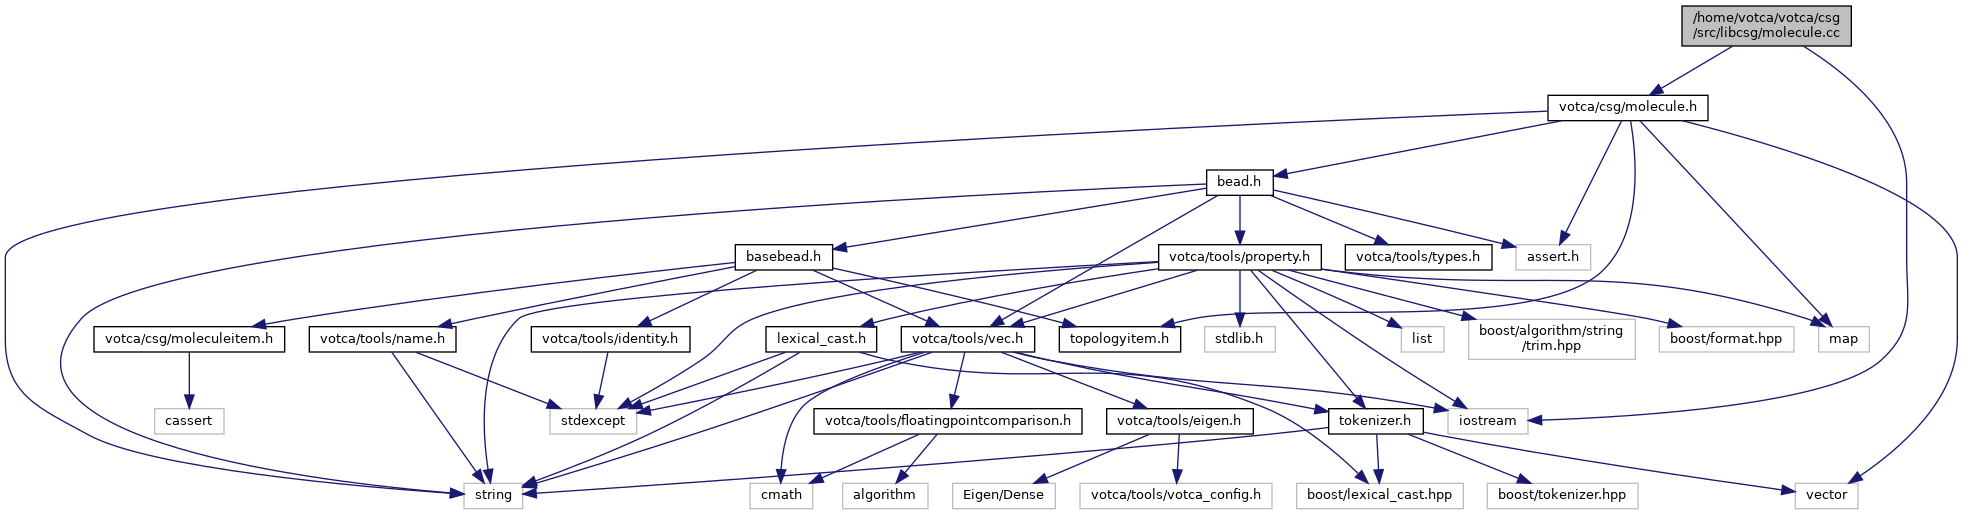 /home/votca/votca/csg
/src/libcsg/molecule.cc
votca/csg/molecule.h
bead.h
basebead.h
votca/tools/property.h
votca/tools/types.h
assert.h
votca/csg/moleculeitem.h
votca/tools/name.h
votca/tools/identity.h
lexical_cast.h
votca/tools/vec.h
topologyitem.h
stdlib.h
list
boost/algorithm/string
/trim.hpp
boost/format.hpp
map
cassert
stdexcept
votca/tools/floatingpointcomparison.h
votca/tools/eigen.h
tokenizer.h
iostream
string
cmath
algorithm
Eigen/Dense
votca/tools/votca_config.h
boost/lexical_cast.hpp
boost/tokenizer.hpp
vector